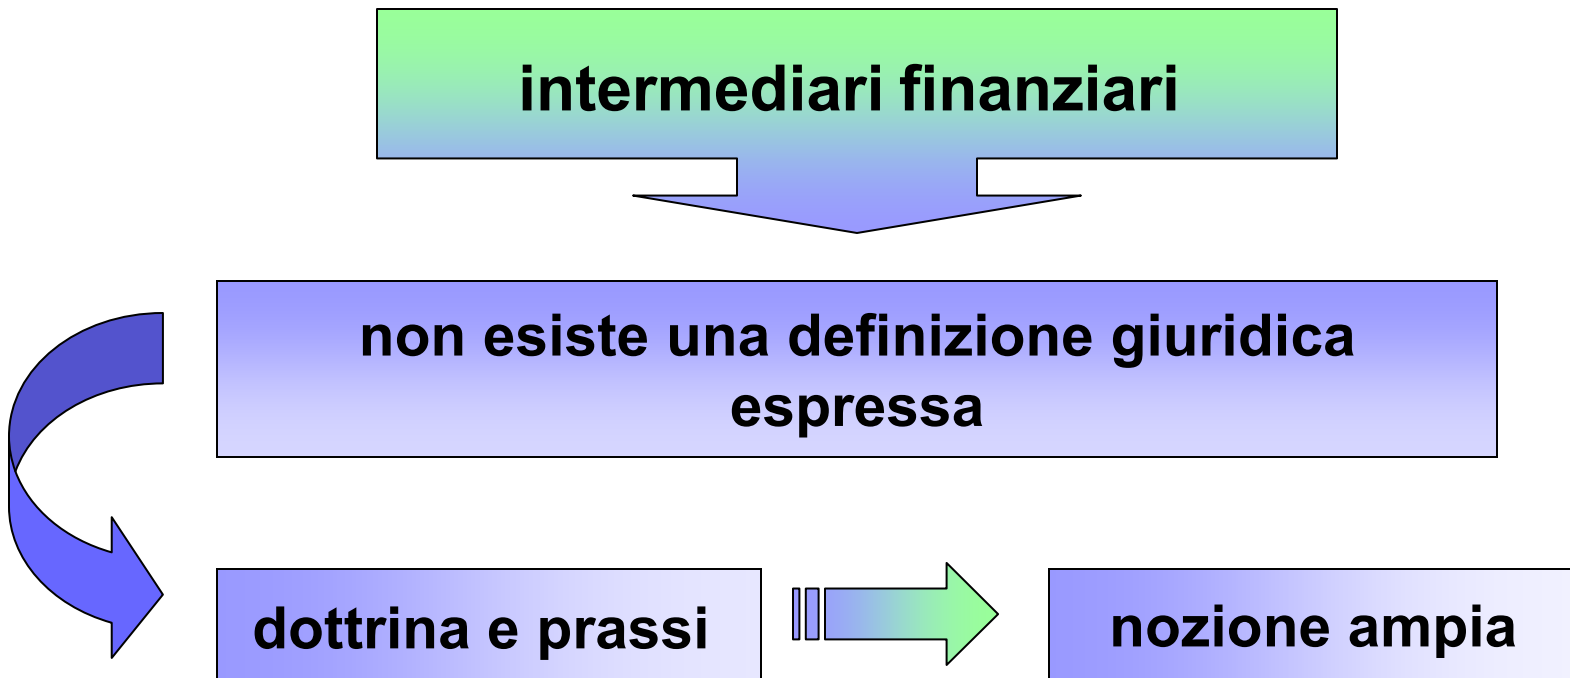 intermediari finanziari
non esiste una definizione giuridica
espressa
dottrina e prassi
nozione ampia